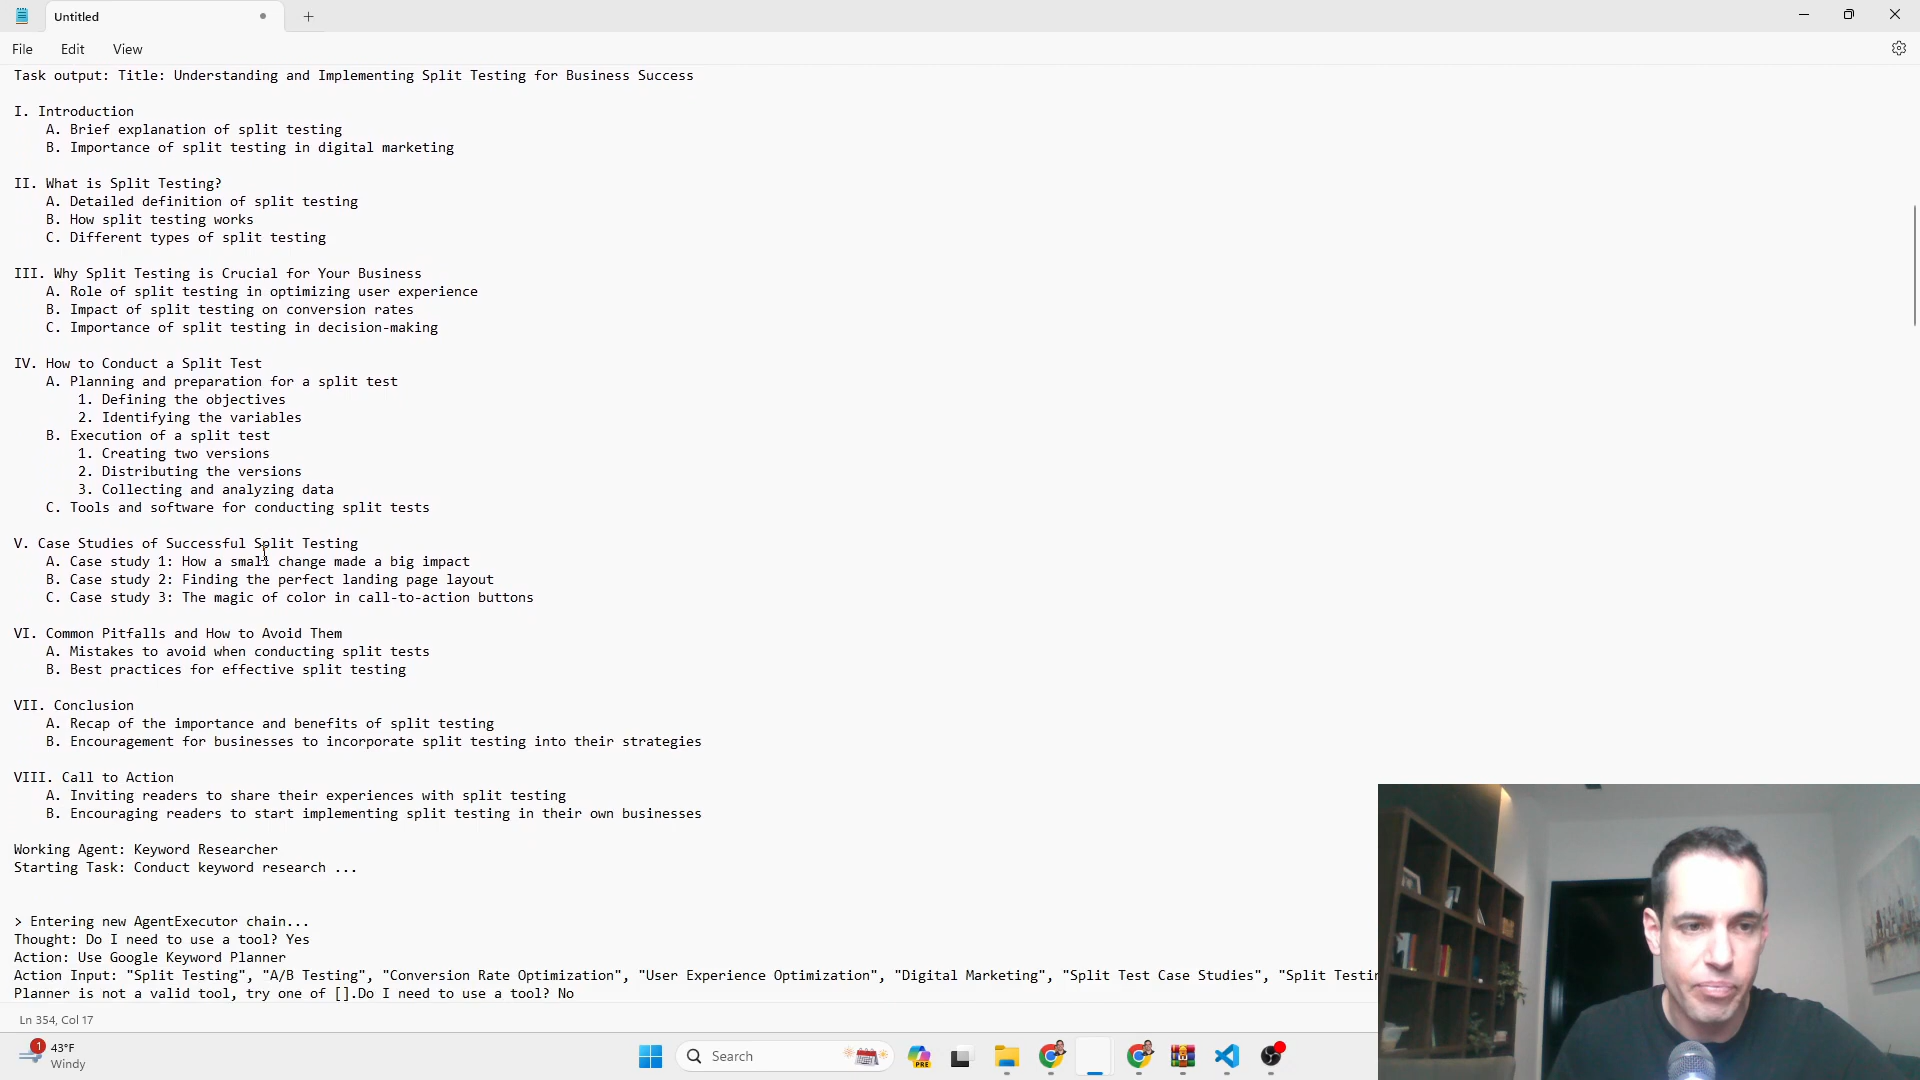 Untitled
File Edit View
Task output: Title: Understanding and Implementing Split Testing for Business Success
I. Introduction
A. Brief explanation of split testing
B. Importance of split testing in digital marketing
II. What is Split Testing?
A. Detailed definition of split testing
B. How split testing works
C. Different types of split testing
III. Why Split Testing is Crucial for Your Business
A. Role of split testing in optimizing user experience
B. Impact of split testing on conversion rates
C. Importance of split testing in decision-making
IV. How to Conduct a Split Test
A. Planning and preparation for a split test
1. Defining the objectives
2. Identifying the variables
B. Execution of a split test
1. Creating two versions
2. Distributing the versions
3. Collecting and analyzing data
C. Tools and software for conducting split tests
V. Case Studies of Successful Split Testing
A. Case study 1: How a small change made a big impact
B. Case study 2: Finding the perfect landing page layout
C. Case study 3: The magic of color in call-to-action buttons
VI. Common Pitfalls and How to Avoid Them
A. Mistakes to avoid when conducting split tests
B. Best practices for effective split testing
VII. Conclusion
A. Recap of the importance and benefits of split testing
B. Encouragement for businesses to incorporate split testing into their strategies
VIII. Call to Action
A. Inviting readers to share their experiences with split testing
B. Encouraging readers to start implementing split testing in their own businesses
Working Agent: Keyword Researcher
Starting Task: Conduct keyword research ...
> Entering new AgentExecutor chain...
Thought: Do I need to use a tool? Yes
Action: Use Google Keyword Planner
Action Input: "Split Testing", "A/B Testing", "Conversion Rate Optimization", "User Experience Optimization", "Digital Marketing", "Split Test Case Studies", "Split Testin
Planner is not a valid tool, try one of [].Do I need to use a tool? No
Ln 354, Col 17
1
43°F
Windy
Search
PRE